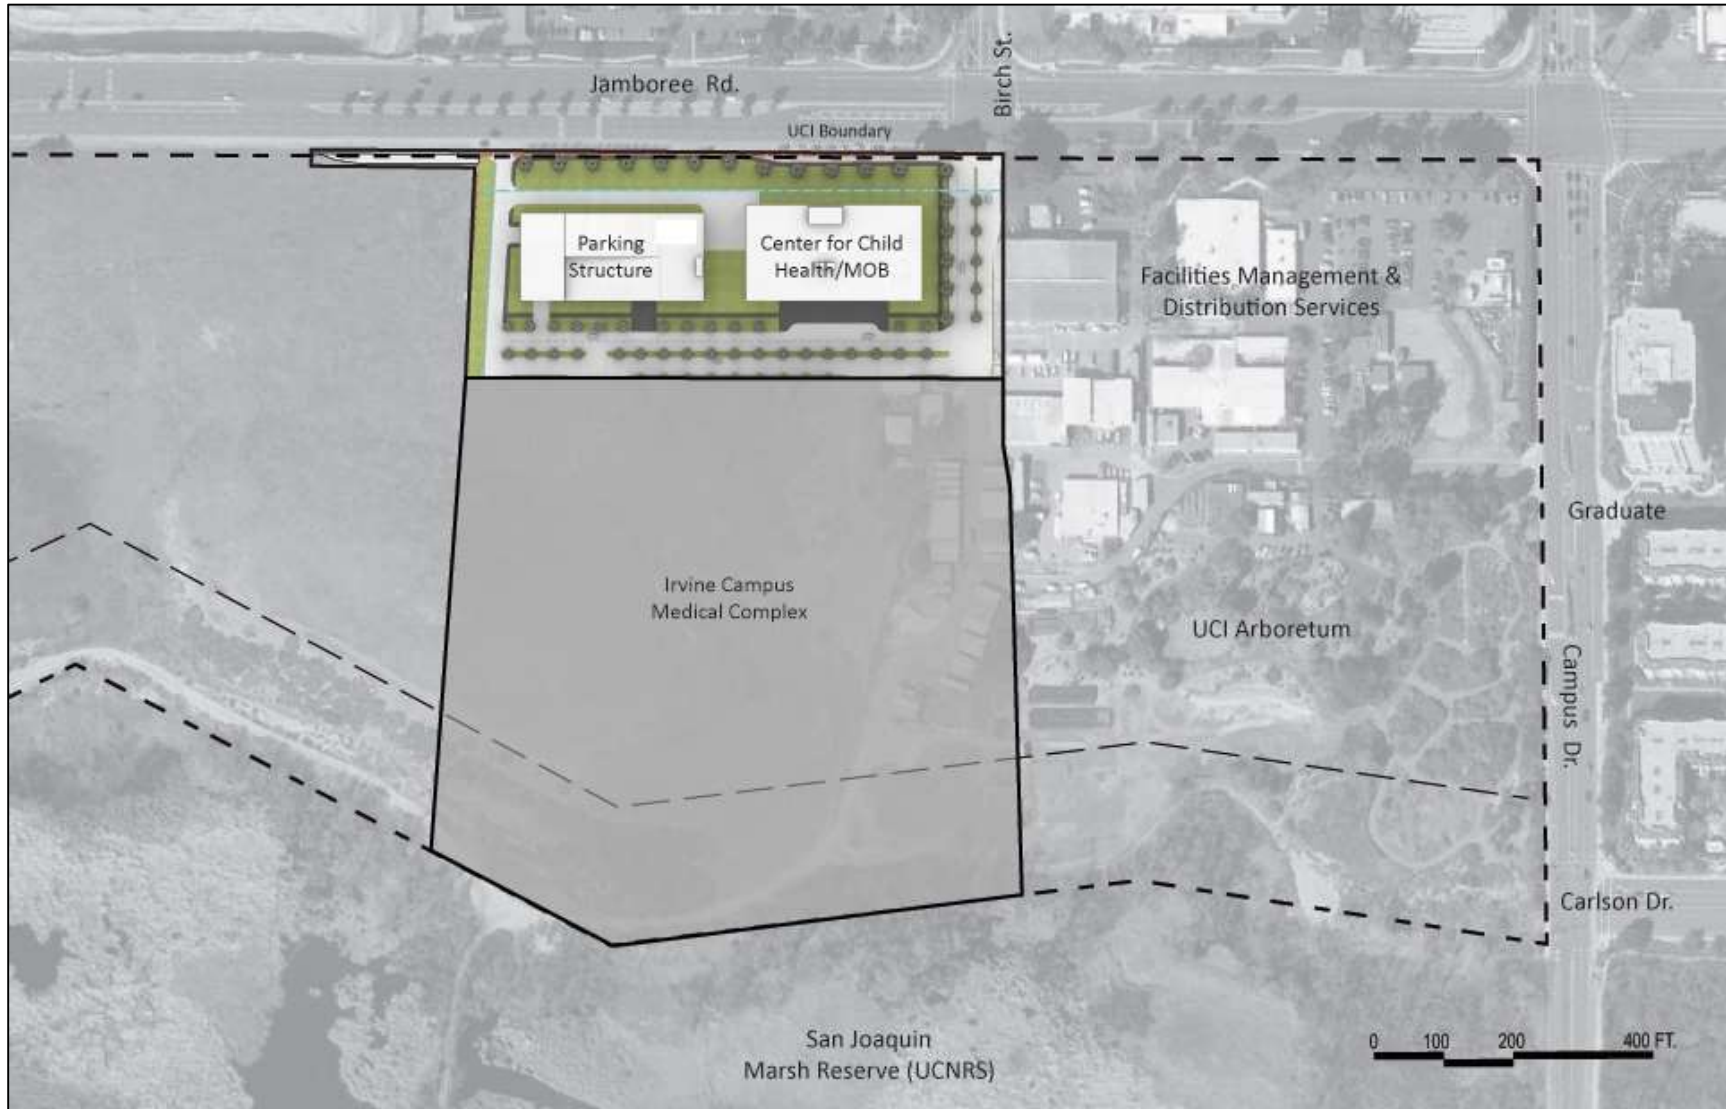 Jamboree Rd.
Birch St.
UCI Boundary
Parking
Structure
Center for Child
Health/MOB
Facilities Management &
Distribution Services
Graduate
Irvine Campus
Medical Complex
UCI Arboretum
Campus Dr.
Carlson Dr.
San Joaquin
Marsh Reserve (UCNRS)
0 100 200 400 FT.